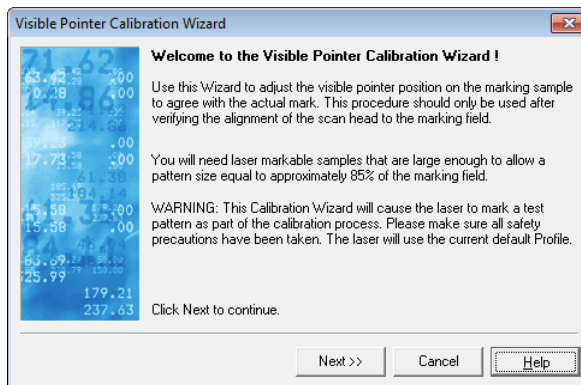 Visible Pointer Calibration Wizard
Welcome to the Visible Pointer Calibration Wizard !
Use this Wizard to adjust the visible pointer position on the marking sample
to agree with the actual mark. This procedure should only be used after
verifying the alignment of the scan head to the marking field.
You will need laser markable samples that are large enough to allow a
pattern size equal to approximately 85% of the marking field.
WARNING: This Calibration Wizard will cause the laser to mark a test
pattern as part of the calibration process. Please make sure all safety
precautions have been taken. The laser will use the current default Profile.
Click Next to continue.
179.21
237.63
Next >>
Cancel
Help